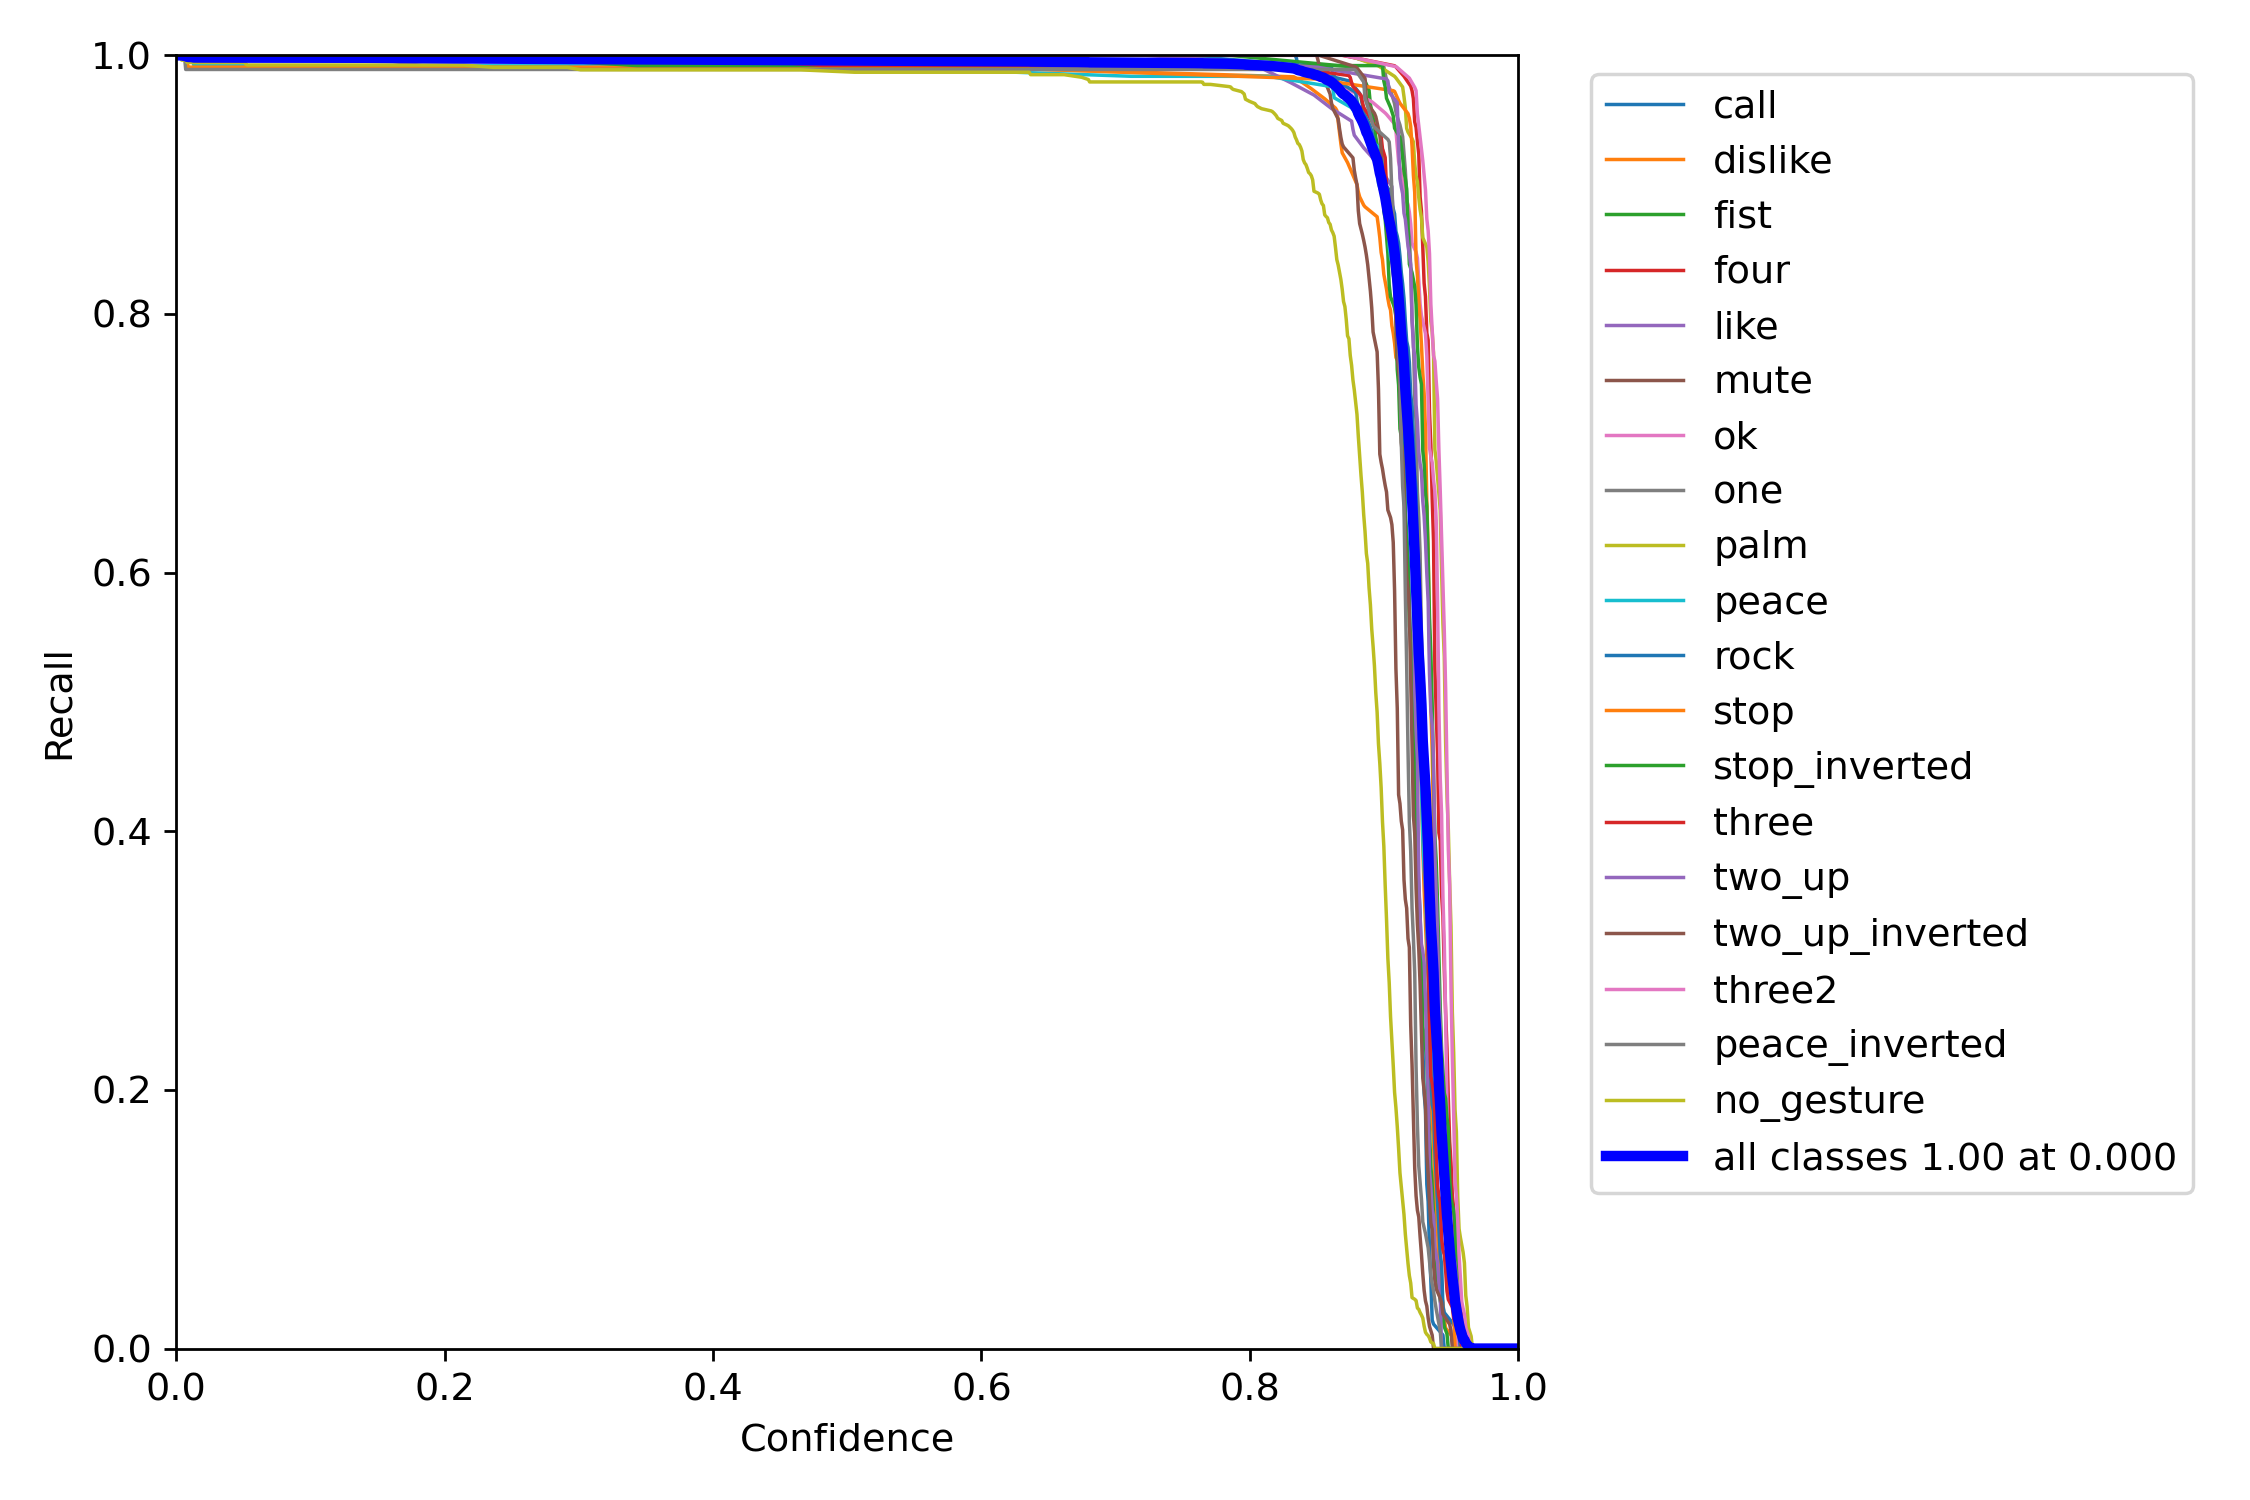 1.0
0.8
0.6
0.4
0.2
0.0
Recall
0.0 0.2 0.4 0.6 0.8 1.0
Confidence
call
dislike
fist
four
like
mute
ok
one
palm
peace
rock
stop
stop_inverted
three
two_up
two_up_inverted
three2
peace_inverted
no_gesture
all classes 1.00 at 0.000